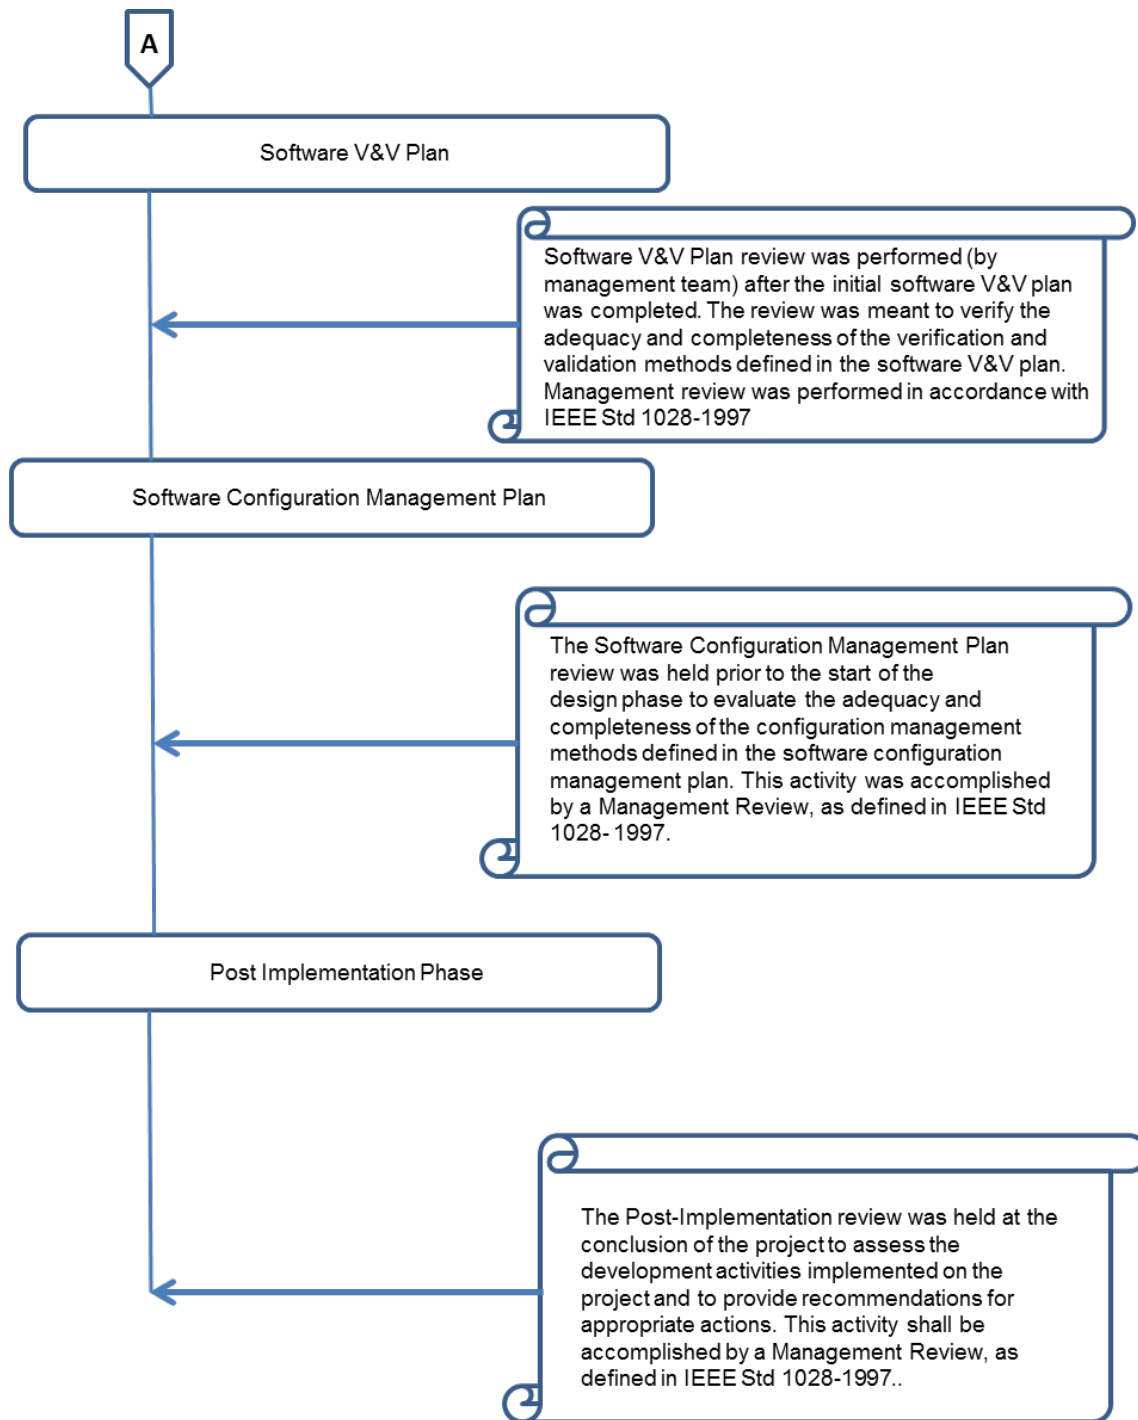 A
Software V&V Plan
Software V&V Plan review was performed (by
management team) after the initial software V&V plan
was completed. The review was meant to verify the
adequacy and completeness of the verification and
validation methods defined in the software V&V plan.
Management review was performed in accordance with
IEEE Std 1028-1997
Software Configuration Management Plan
The Software Configuration Management Plan
review was held prior to the start of the
design phase to evaluate the adequacy and
completeness of the configuration management
methods defined in the software configuration
management plan. This activity was accomplished
by a Management Review, as defined in IEEE Std
1028- 1997.
Post Implementation Phase
The Post-Implementation review was held at the
conclusion of the project to assess the
development activities implemented on the
project and to provide recommendations for
appropriate actions. This activity shall be
accomplished by a Management Review, as
defined in IEEE Std 1028-1997..